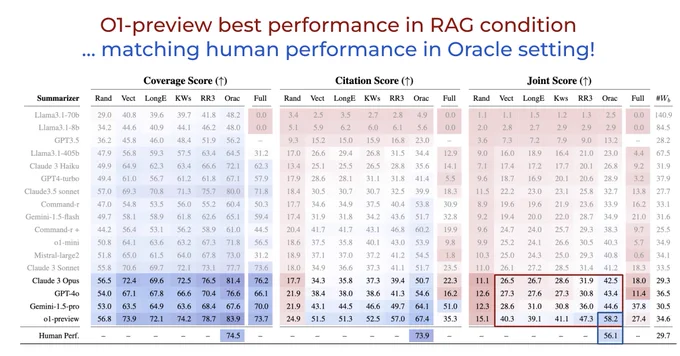 O1-preview best performance in RAG condition
... matching human performance in Oracle setting!
Coverage Score (↑) Citation Score (↑) Joint Score (↑)
Summarizer Rand Vect LongE KWs RR3 Orac Full Rand Vect LongE KWs RR3 Orac Full Rand Vect LongE KWs RR3 Orac Full #W_b
Llama3.1-70b 29.0 40.8 39.6 39.7 41.8 48.2 0.0 3.4 2.5 3.5 2.7 2.8 4.9 0.0 1.1 1.1 1.5 1.2 1.3 2.5 0.0 140.9
Llama3.1-8b 34.2 44.6 40.9 44.1 46.2 48.0 0.0 3.1 5.9 6.2 6.0 6.1 5.6 0.0 2.0 2.8 2.7 2.9 2.9 2.9 0.0 84.5
GPT3.5 36.2 45.8 46.0 48.4 51.9 56.2 – 9.3 15.2 15.0 15.9 16.8 23.0 – 3.6 7.3 7.2 7.9 9.0 13.2 – 28.2
Llama3.1-405b 47.9 56.8 59.3 57.5 63.4 64.5 31.2 17.0 26.6 29.4 26.8 31.5 34.4 12.9 9.0 16.0 18.9 16.4 21.0 23.0 4.4 67.5
Claude 3 Haiku 49.9 64.9 62.3 63.4 66.6 72.1 62.3 13.4 25.1 25.5 26.5 28.8 35.6 14.1 7.1 17.4 17.2 17.7 20.1 26.8 9.2 31.9
GPT4-turbo 49.4 61.0 56.7 61.2 61.8 67.1 57.9 17.9 28.6 28.1 31.1 31.8 41.4 5.5 9.6 18.7 16.9 20.1 20.6 28.9 3.2 37.9
Claude3.5 sonnet 57.0 69.3 70.8 71.3 75.7 80.0 71.8 18.4 30.5 30.7 30.7 32.5 39.9 18.3 11.5 22.2 23.0 23.1 25.8 32.7 13.8 27.7
Command-r 47.0 54.8 53.5 55.0 56.2 60.4 50.3 17.7 34.6 34.9 37.5 40.4 53.8 30.9 8.9 19.6 19.6 21.9 23.6 33.9 16.2 33.1
Gemini-1.5-flash 49.7 58.1 58.9 61.8 62.6 65.1 59.4 17.4 31.9 31.8 34.2 43.6 51.7 32.8 9.2 19.4 20.0 22.0 28.7 34.9 21.0 31.6
Command-r + 44.2 56.4 53.1 56.2 58.9 61.0 44.5 20.4 41.7 41.7 43.1 46.8 60.2 19.9 9.6 24.7 24.0 25.7 29.3 38.3 9.7 25.7
o1-mini 50.8 64.1 63.6 63.2 67.3 71.8 56.5 18.6 37.5 35.8 40.1 43.0 53.9 9.8 9.9 25.2 24.1 26.6 30.5 40.3 5.7 34.9
Mistral-large2 51.8 65.0 61.5 64.0 67.8 73.0 31.2 19.9 36.1 37.0 37.2 41.2 54.5 1.8 10.3 25.0 24.3 25.0 29.3 40.8 0.6 34.1
Claude 3 Sonnet 55.8 70.6 69.7 72.1 73.1 77.7 73.6 18.0 34.9 36.6 37.1 43.5 50.1 23.5 11.0 26.1 27.2 28.5 31.4 41.2 18.3 33.5
Claude 3 Opus 56.5 72.4 69.6 72.5 76.5 81.4 76.2 17.7 34.3 35.8 37.3 39.4 50.7 22.3 11.1 26.5 26.7 28.6 31.9 42.5 18.0 29.3
GPT-4o 54.0 67.1 67.8 66.6 70.4 76.6 66.1 21.9 38.4 38.0 38.6 41.3 54.6 16.2 12.6 27.3 27.6 27.3 30.8 43.4 11.4 36.5
Gemini-1.5-pro 53.0 63.5 64.9 63.6 68.4 67.6 70.0 21.9 43.1 44.5 46.6 49.7 64.1 51.0 12.3 28.6 31.0 30.8 36.0 44.6 37.8 30.5
o1-preview 56.8 73.9 72.1 74.2 78.7 83.9 73.7 24.9 51.5 51.3 52.5 57.0 67.4 35.3 15.1 40.3 39.1 41.1 47.3 58.2 27.4 34.6
Human Perf. – – – – – 74.5 – – – – – – 73.9 – – – – – – 56.1 – 29.7